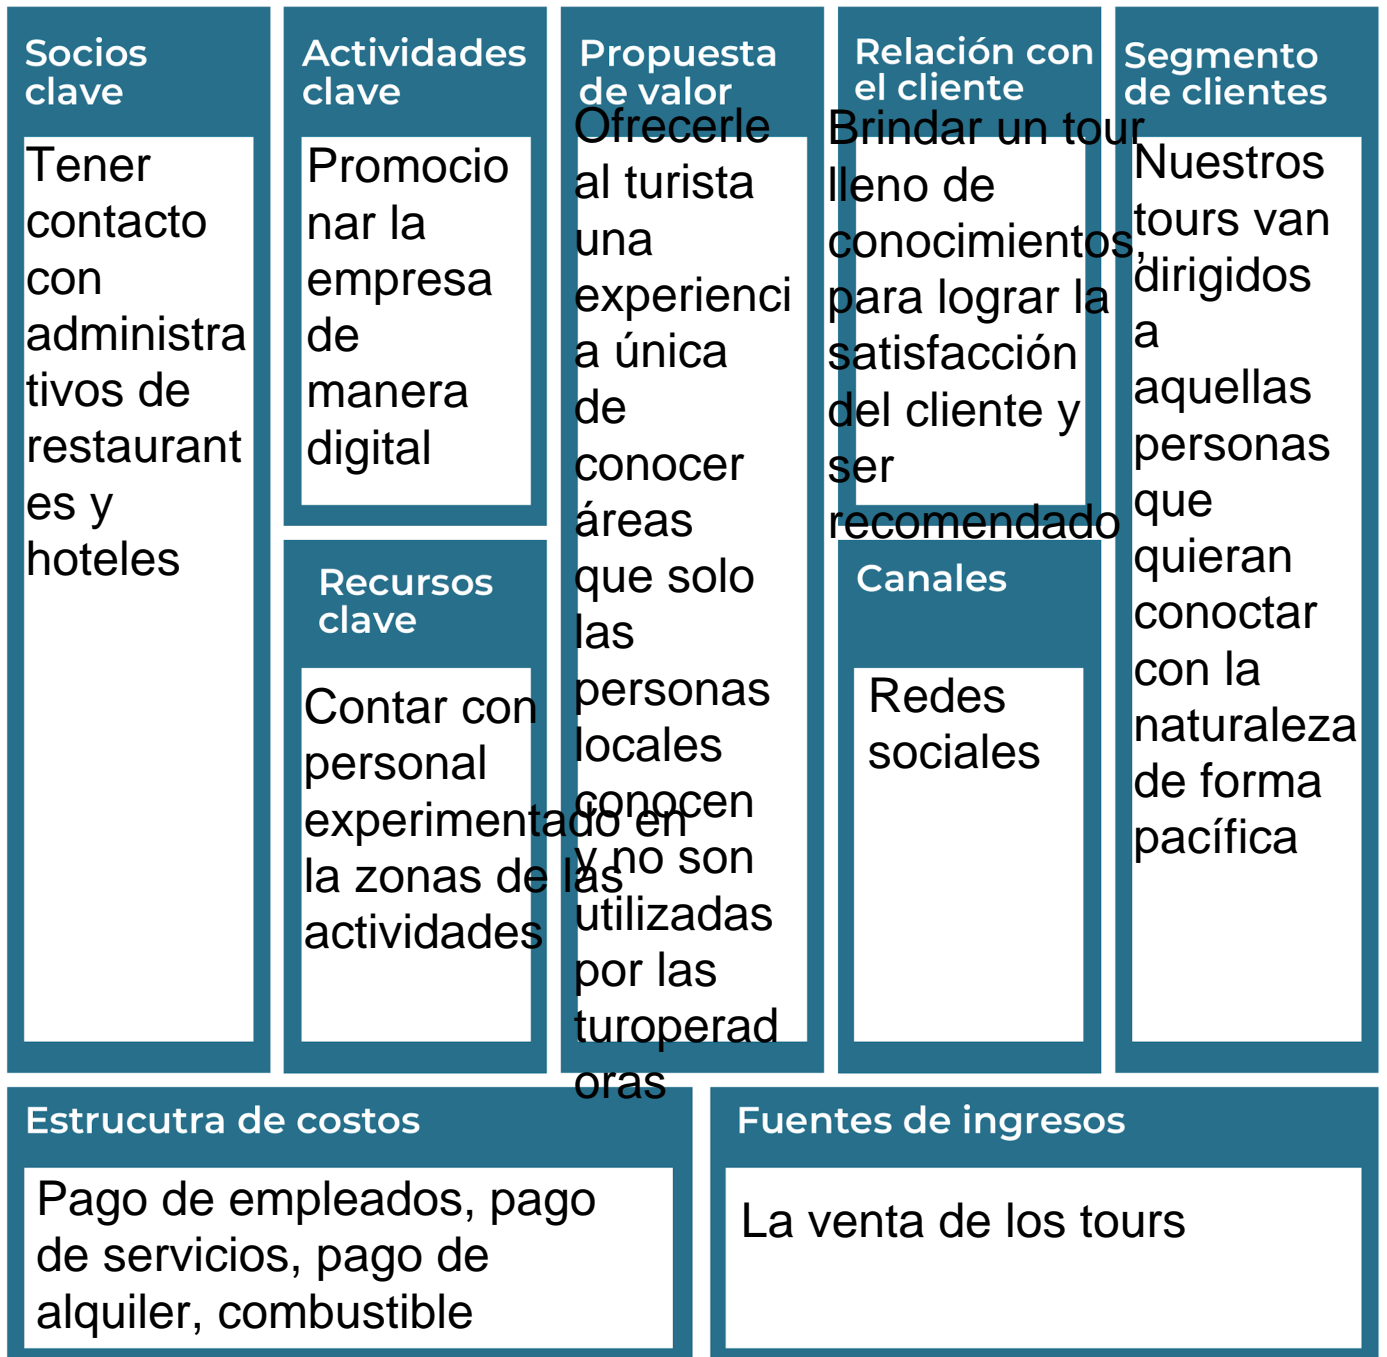 Socios
clave
Tener
contacto
con
administra
tivos de
restaurant
es y
hoteles
Actividades
clave
Promocio
nar la
empresa
de
manera
digital
Recursos
clave
Contar con
personal
experimentado en
la zonas de las
actividades
Propuesta
de valor
Ofrecerle
al turista
una
experienci
a única
de
conocer
áreas
que solo
las
personas
locales
conocen
y no son
utilizadas
por las
turoperad
oras
Relación con
el cliente
Brindar un tour
lleno de
conocimientos,
para lograr la
satisfacción
del cliente y
ser
recomendado
Canales
Redes
sociales
Segmento
de clientes
Nuestros
tours van
dirigidos
a
aquellas
personas
que
quieran
conoctar
con la
naturaleza
de forma
pacífica
Estrucutra de costos
Pago de empleados, pago
de servicios, pago de
alquiler, combustible
Fuentes de ingresos
La venta de los tours